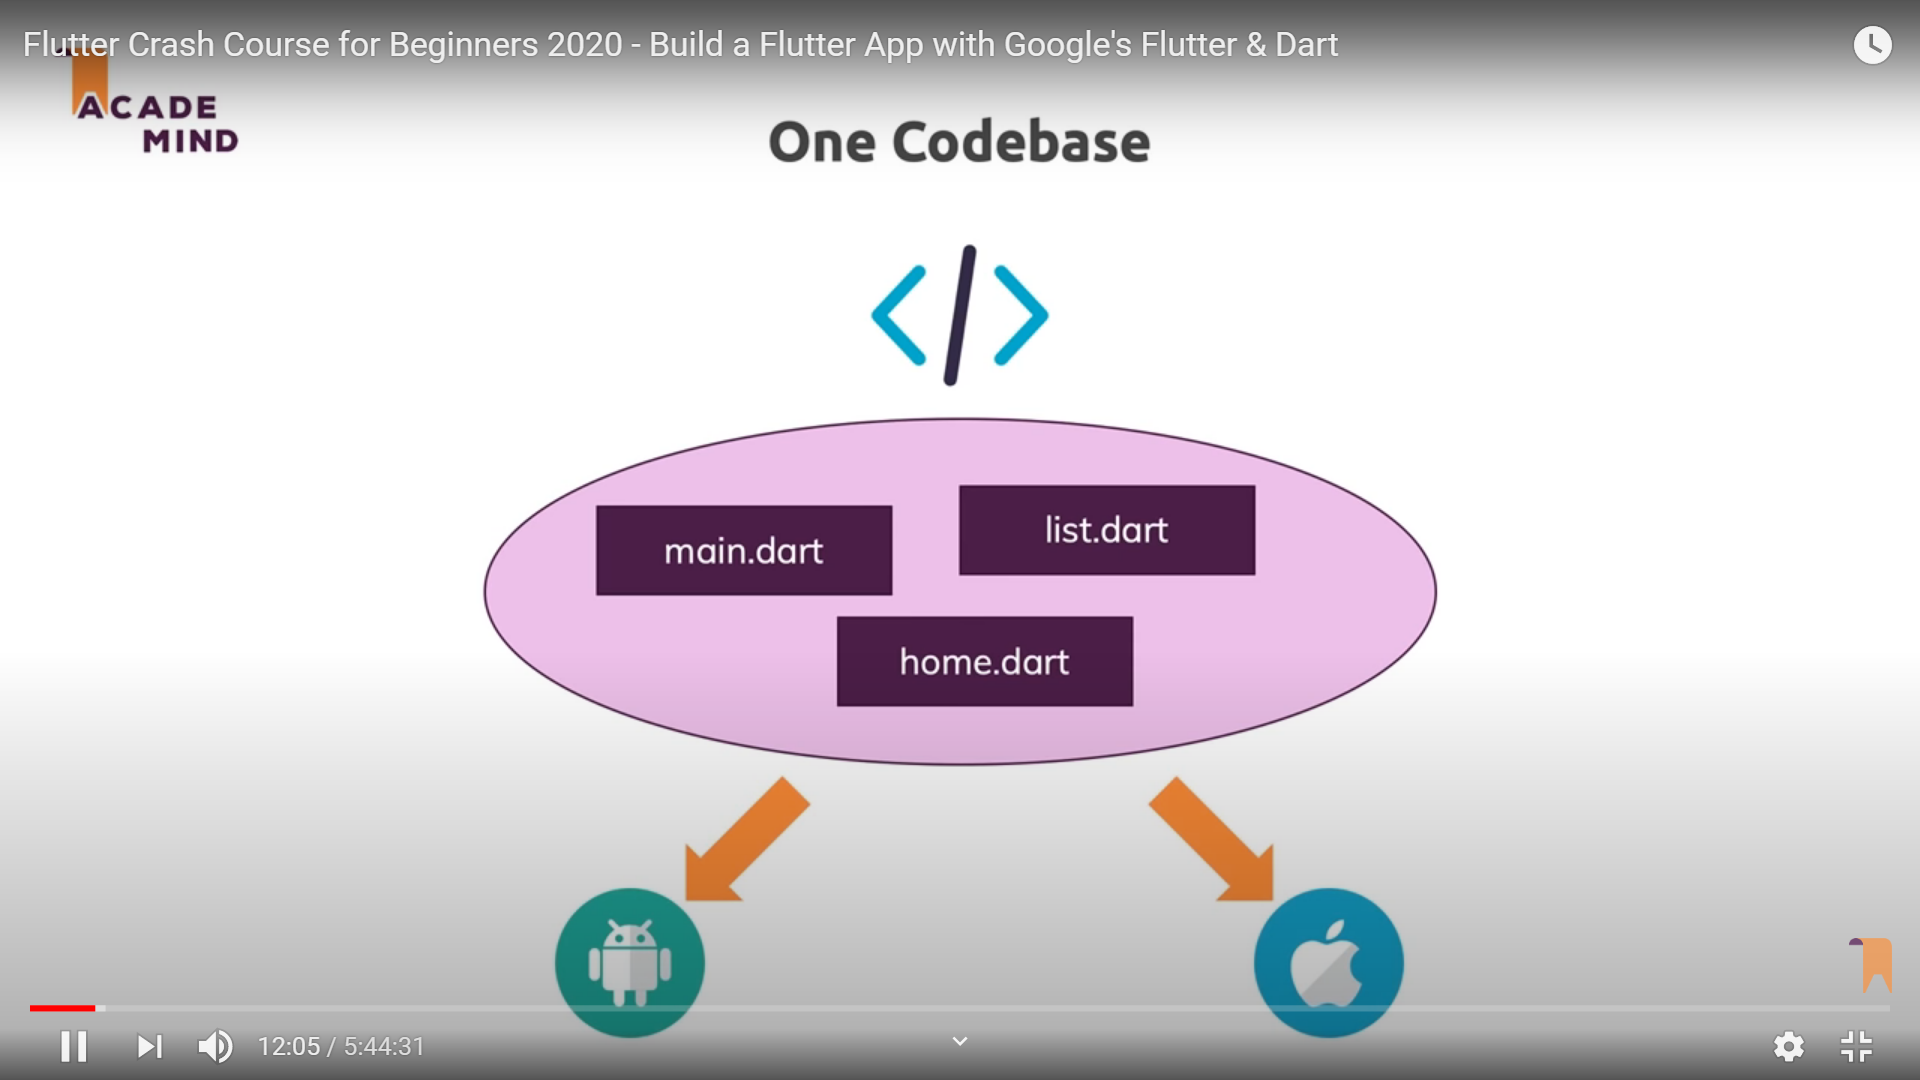 Flutter Crash Course for Beginners 2020 - Build a Flutter App with Google's Flutter & Dart
ACADE
MIND
One Codebase
</>
main.dart
list.dart
home.dart
12:05 / 5:44:31